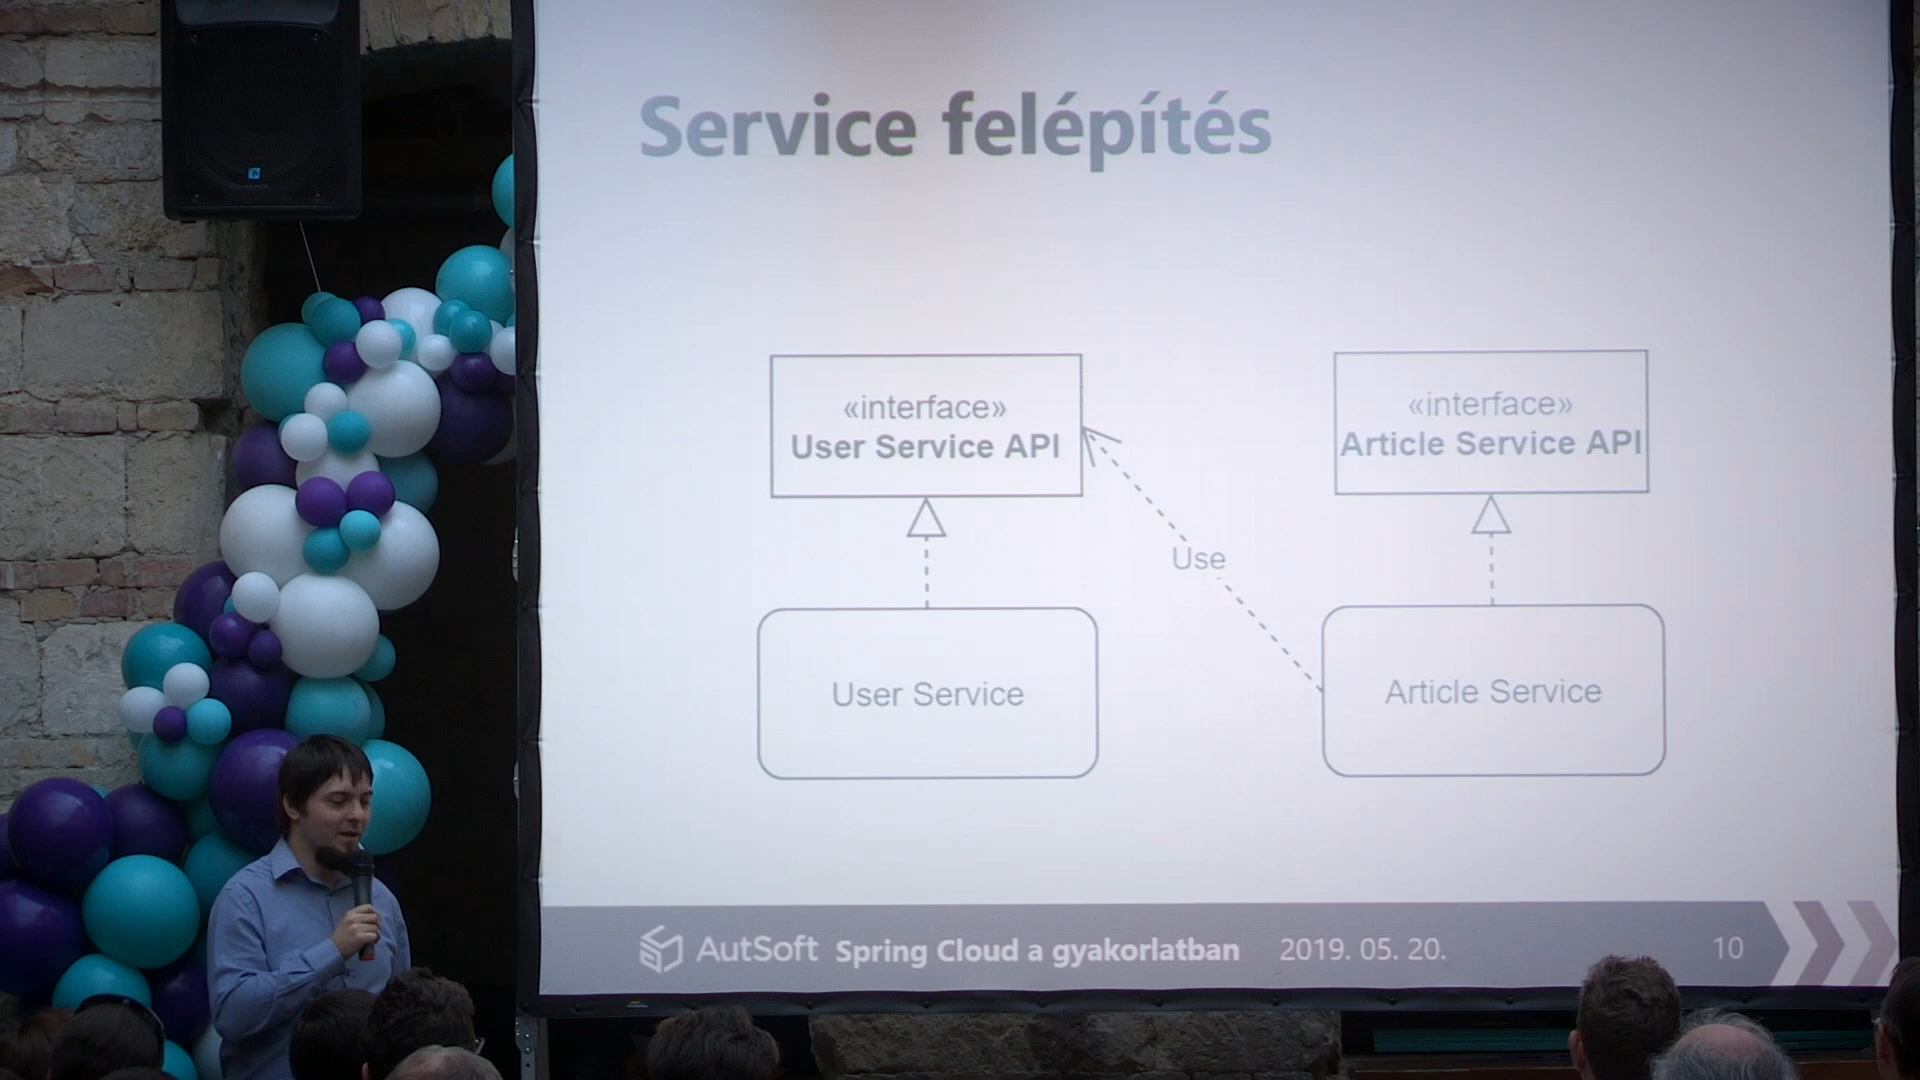 Service felépítés
«interface»
User Service API
«interface»
Article Service API
Use
User Service
Article Service
AutSoft Spring Cloud a gyakorlatban 2019. 05. 20. 10